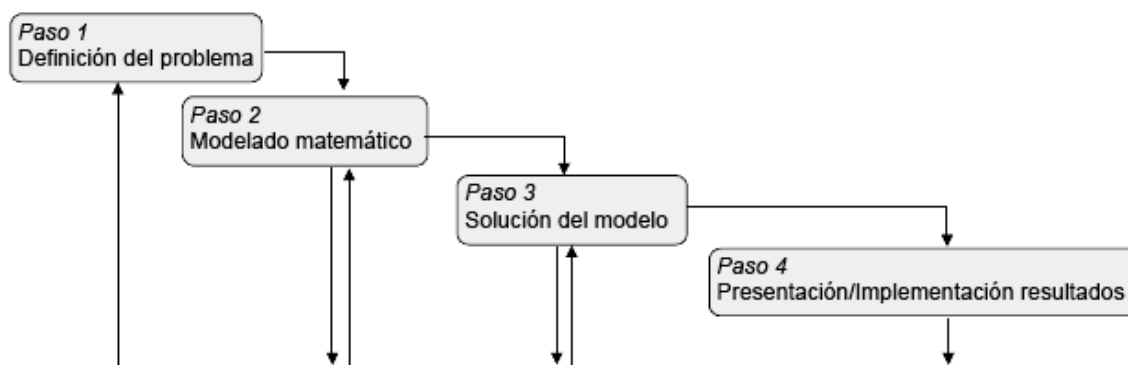 Paso 1
Definición del problema
Paso 2
Modelado matemático
Paso 3
Solución del modelo
Paso 4
Presentación/Implementación resultados